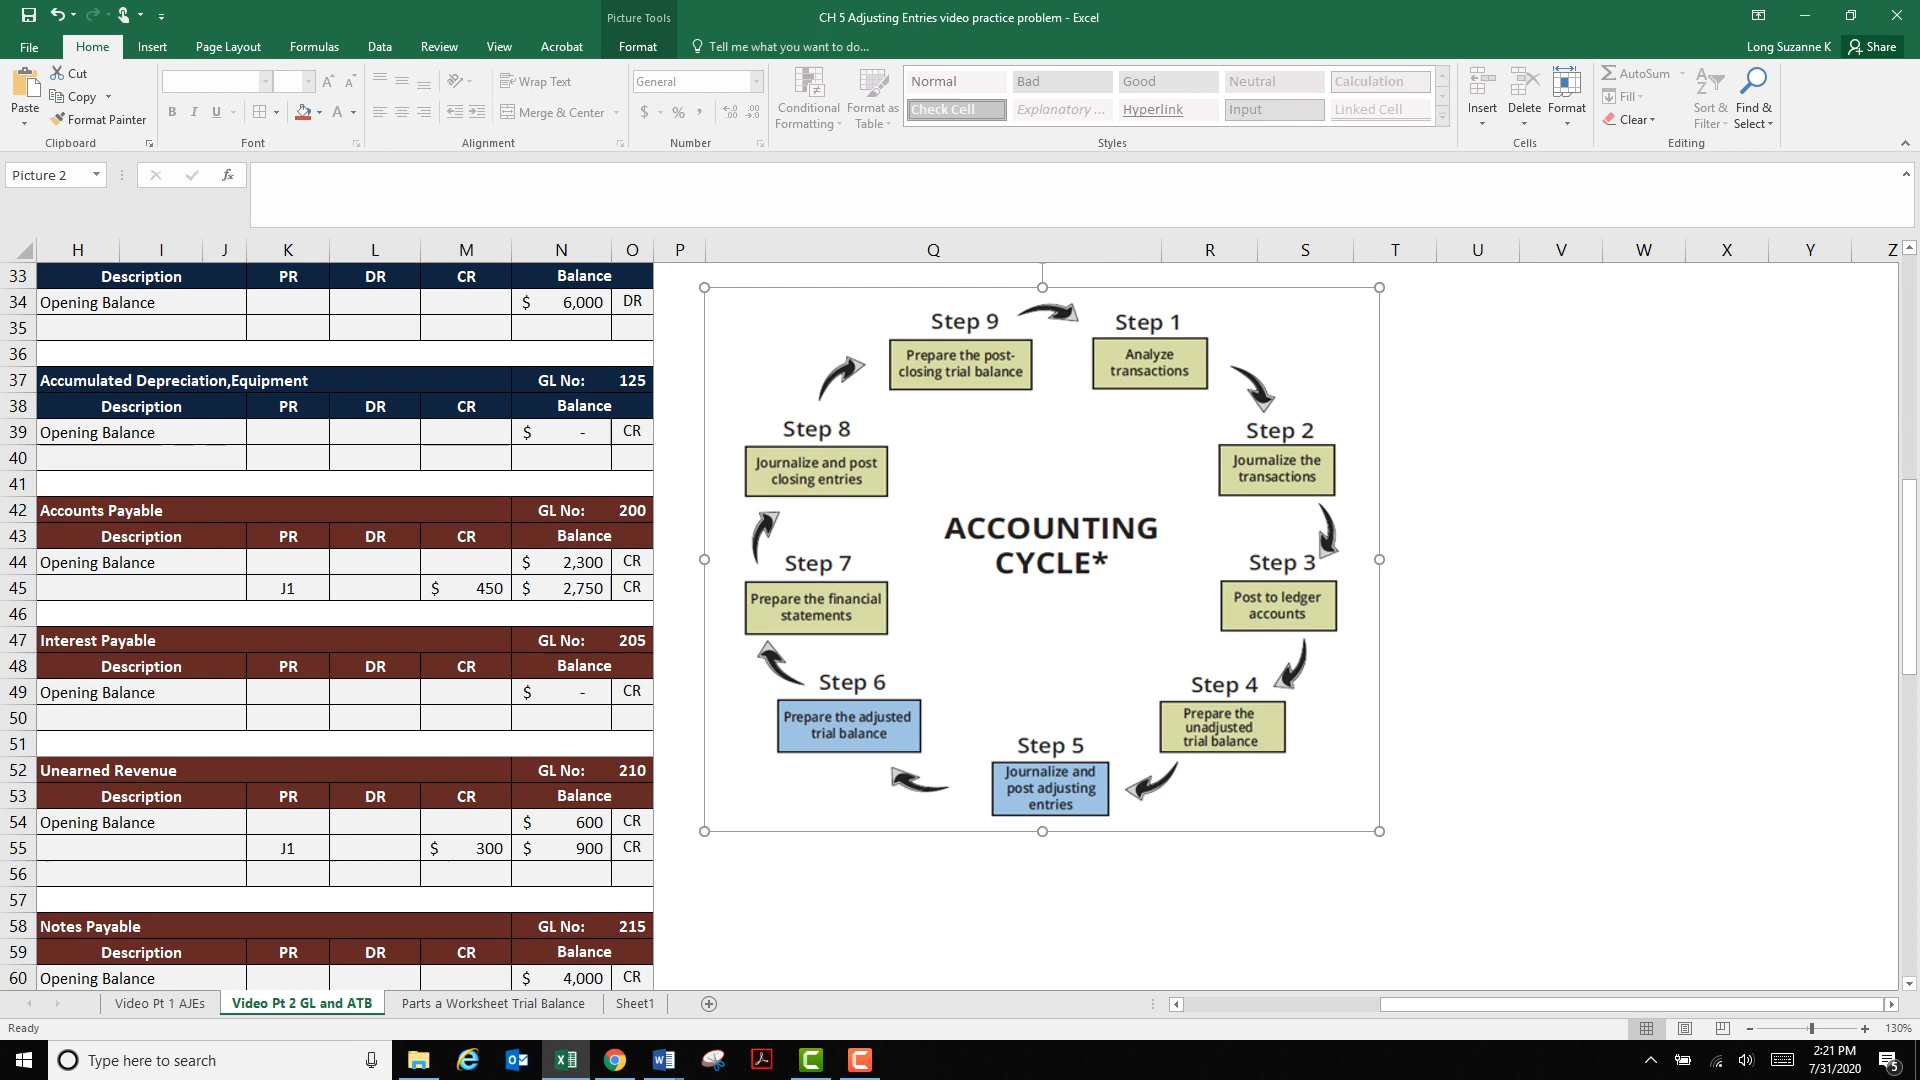 Picture Tools
CH 5 Adjusting Entries video practice problem - Excel
File Home Insert Page Layout Formulas Data Review View Acrobat Format Tell me what you want to do... Long Suzanne K Share
Paste Cut Copy Format Painter
Clipboard
B I U A A A
Font
Wrap Text
Merge & Center
Alignment
General
$ % ,
Number
Conditional Formatting
Format as Table
Normal Bad Good Neutral Calculation
Check Cell Explanatory ... Hyperlink Input Linked Cell
Styles
Insert Delete Format
Cells
AutoSum
Fill
Clear
Sort & Filter
Find & Select
Editing
Picture 2 fx
H I J K L M N O P Q R S T U V W X Y Z
33 Description PR DR CR Balance
34 Opening Balance $ 6,000 DR
35
36
37 Accumulated Depreciation,Equipment GL No: 125
38 Description PR DR CR Balance
39 Opening Balance $ - CR
40
41
42 Accounts Payable GL No: 200
43 Description PR DR CR Balance
44 Opening Balance $ 2,300 CR
45 J1 $ 450 $ 2,750 CR
46
47 Interest Payable GL No: 205
48 Description PR DR CR Balance
49 Opening Balance $ - CR
50
51
52 Unearned Revenue GL No: 210
53 Description PR DR CR Balance
54 Opening Balance $ 600 CR
55 J1 $ 300 $ 900 CR
56
57
58 Notes Payable GL No: 215
59 Description PR DR CR Balance
60 Opening Balance $ 4,000 CR
ACCOUNTING
CYCLE*
Step 1
Analyze
transactions
Step 2
Journalize the
transactions
Step 3
Post to ledger
accounts
Step 4
Prepare the
unadjusted
trial balance
Step 5
Journalize and
post adjusting
entries
Step 6
Prepare the adjusted
trial balance
Step 7
Prepare the financial
statements
Step 8
Journalize and post
closing entries
Step 9
Prepare the post-
closing trial balance
Video Pt 1 AJEs Video Pt 2 GL and ATB Parts a Worksheet Trial Balance Sheet1
Ready 130%
Type here to search
2:21 PM
7/31/2020
5